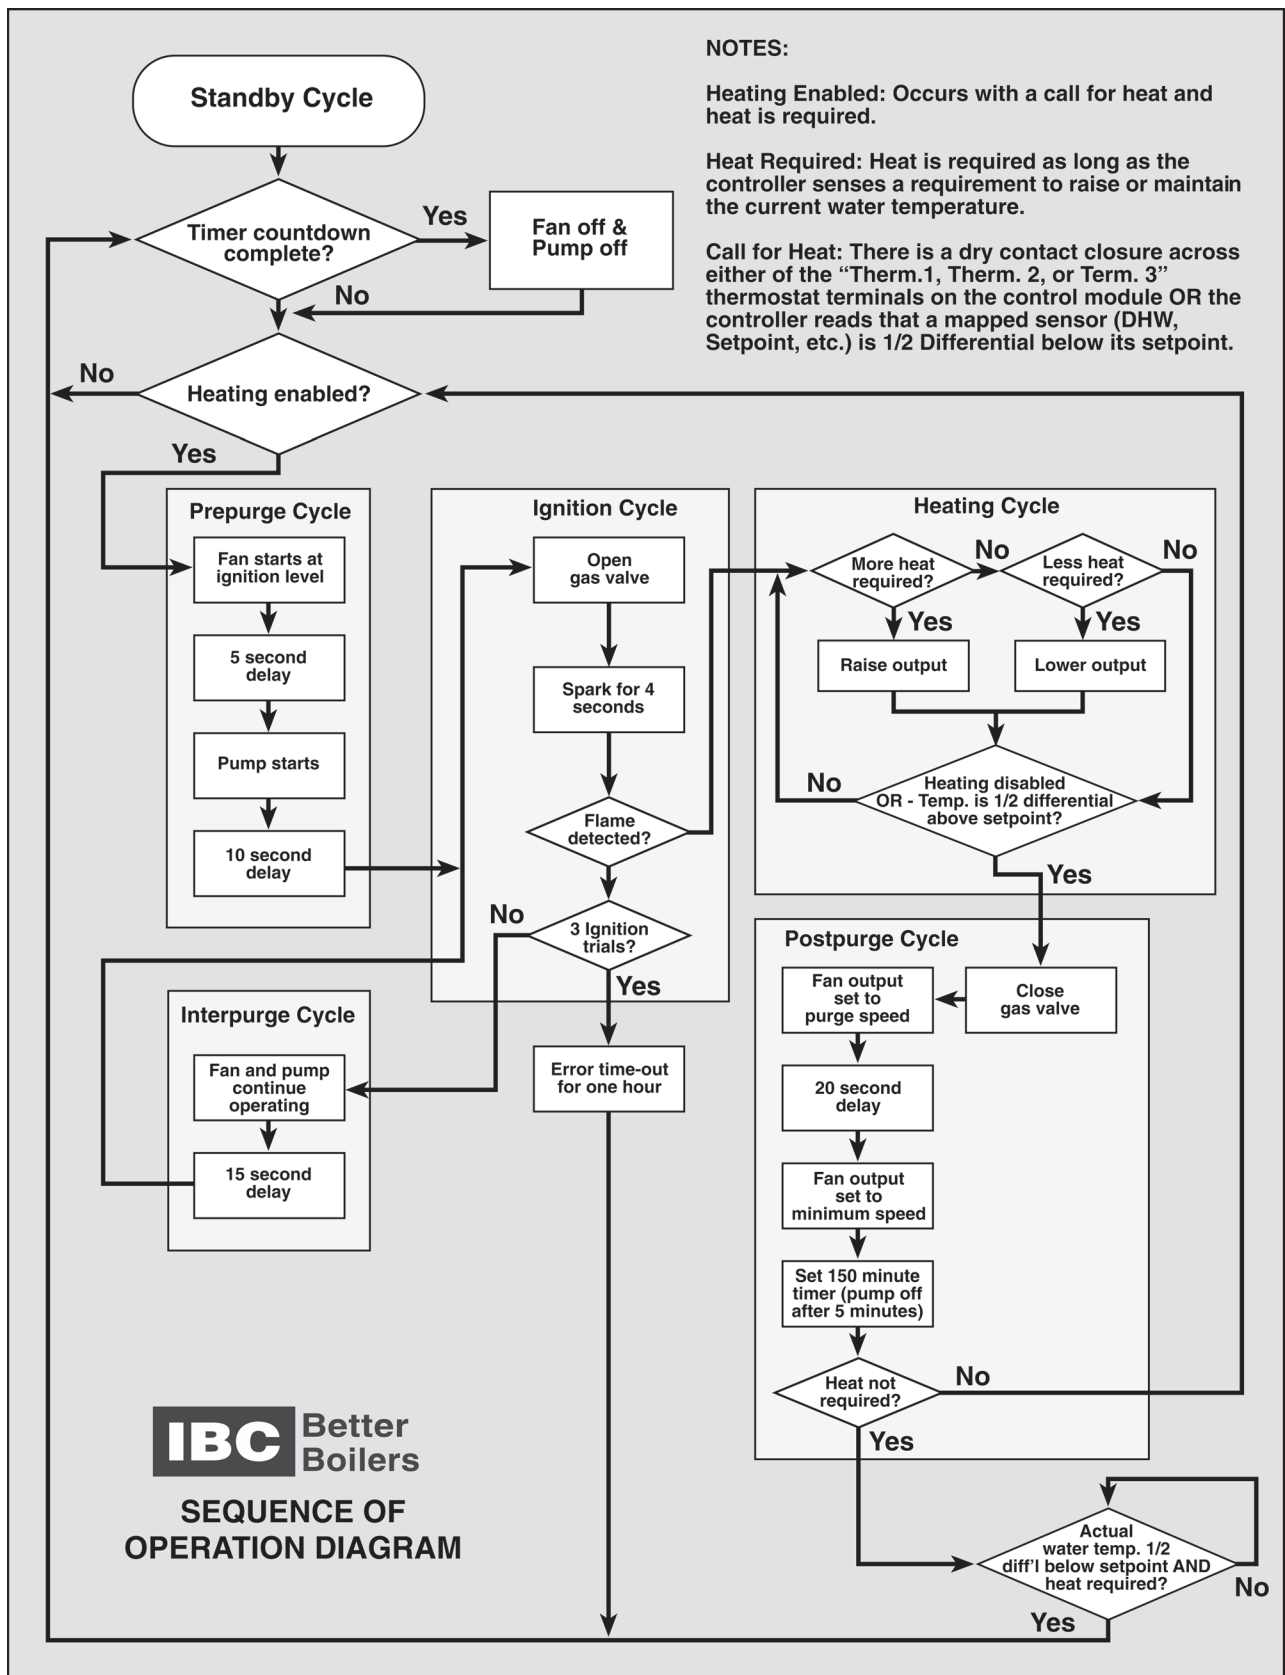 NOTES:
Heating Enabled: Occurs with a call for heat and
heat is required.
Heat Required: Heat is required as long as the
controller senses a requirement to raise or maintain
the current water temperature.
Call for Heat: There is a dry contact closure across
either of the “Therm.1, Therm. 2, or Term. 3”
thermostat terminals on the control module OR the
controller reads that a mapped sensor (DHW,
Setpoint, etc.) is 1/2 Differential below its setpoint.
Standby Cycle
Timer countdown
complete?
Yes
Fan off &
Pump off
No
Heating enabled?
No
Yes
Prepurge Cycle
Fan starts at
ignition level
5 second
delay
Pump starts
10 second
delay
Ignition Cycle
Open
gas valve
Spark for 4
seconds
Flame
detected?
3 Ignition
trials?
No
Yes
Error time-out
for one hour
Interpurge Cycle
Fan and pump
continue
operating
15 second
delay
Heating Cycle
More heat
required?
No
Less heat
required?
No
Yes
Yes
Raise output
Lower output
Heating disabled
OR - Temp. is 1/2 differential
above setpoint?
No
Yes
Postpurge Cycle
Close
gas valve
Fan output
set to
purge speed
20 second
delay
Fan output
set to
minimum speed
Set 150 minute
timer (pump off
after 5 minutes)
Heat not
required?
No
Yes
Actual
water temp. 1/2
diff’l below setpoint AND
heat required?
No
Yes
IBC
Better
Boilers
SEQUENCE OF
OPERATION DIAGRAM